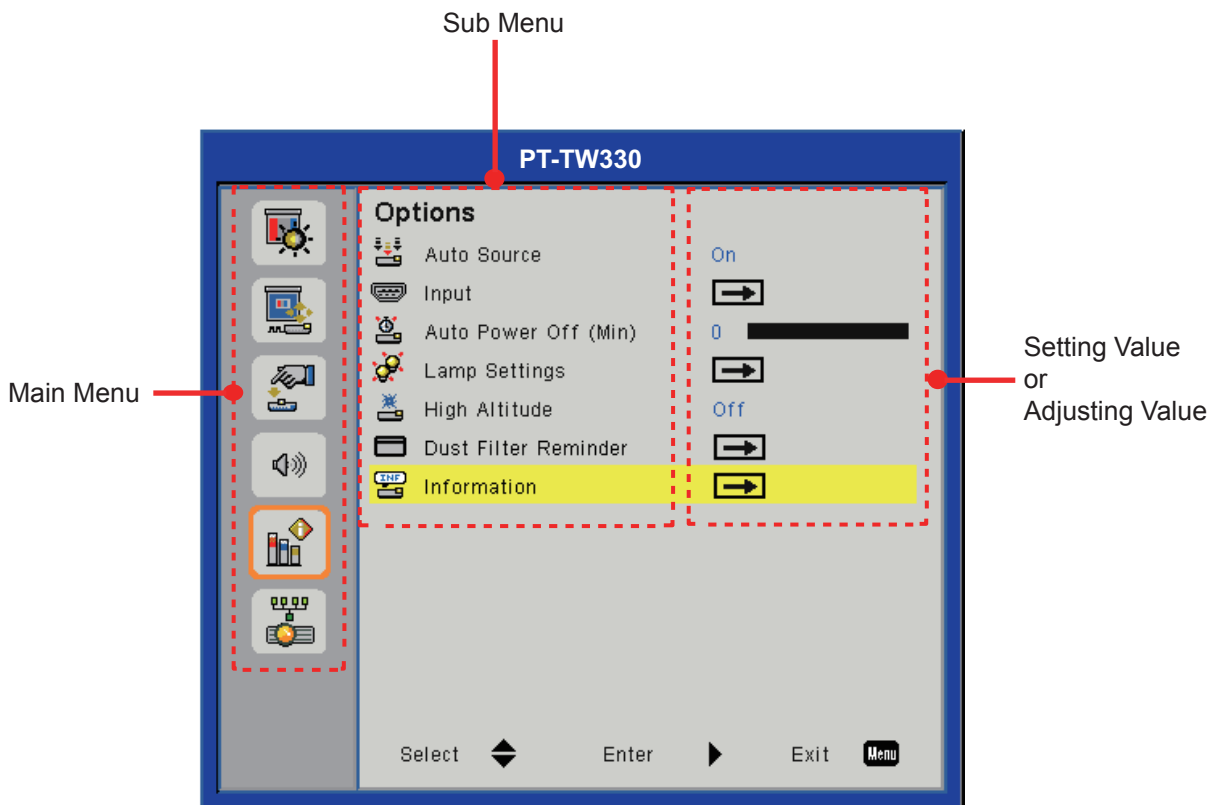 Sub Menu
PT-TW330
Main Menu
Options
Auto Source On
Input
Auto Power Off (Min) 0
Lamp Settings
High Altitude Off
Dust Filter Reminder
INF Information
Setting Value
or
Adjusting Value
Select Enter Exit Menu